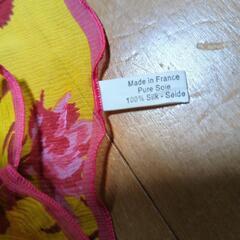 Made in France
Pure Soie
100% Silk - Seide